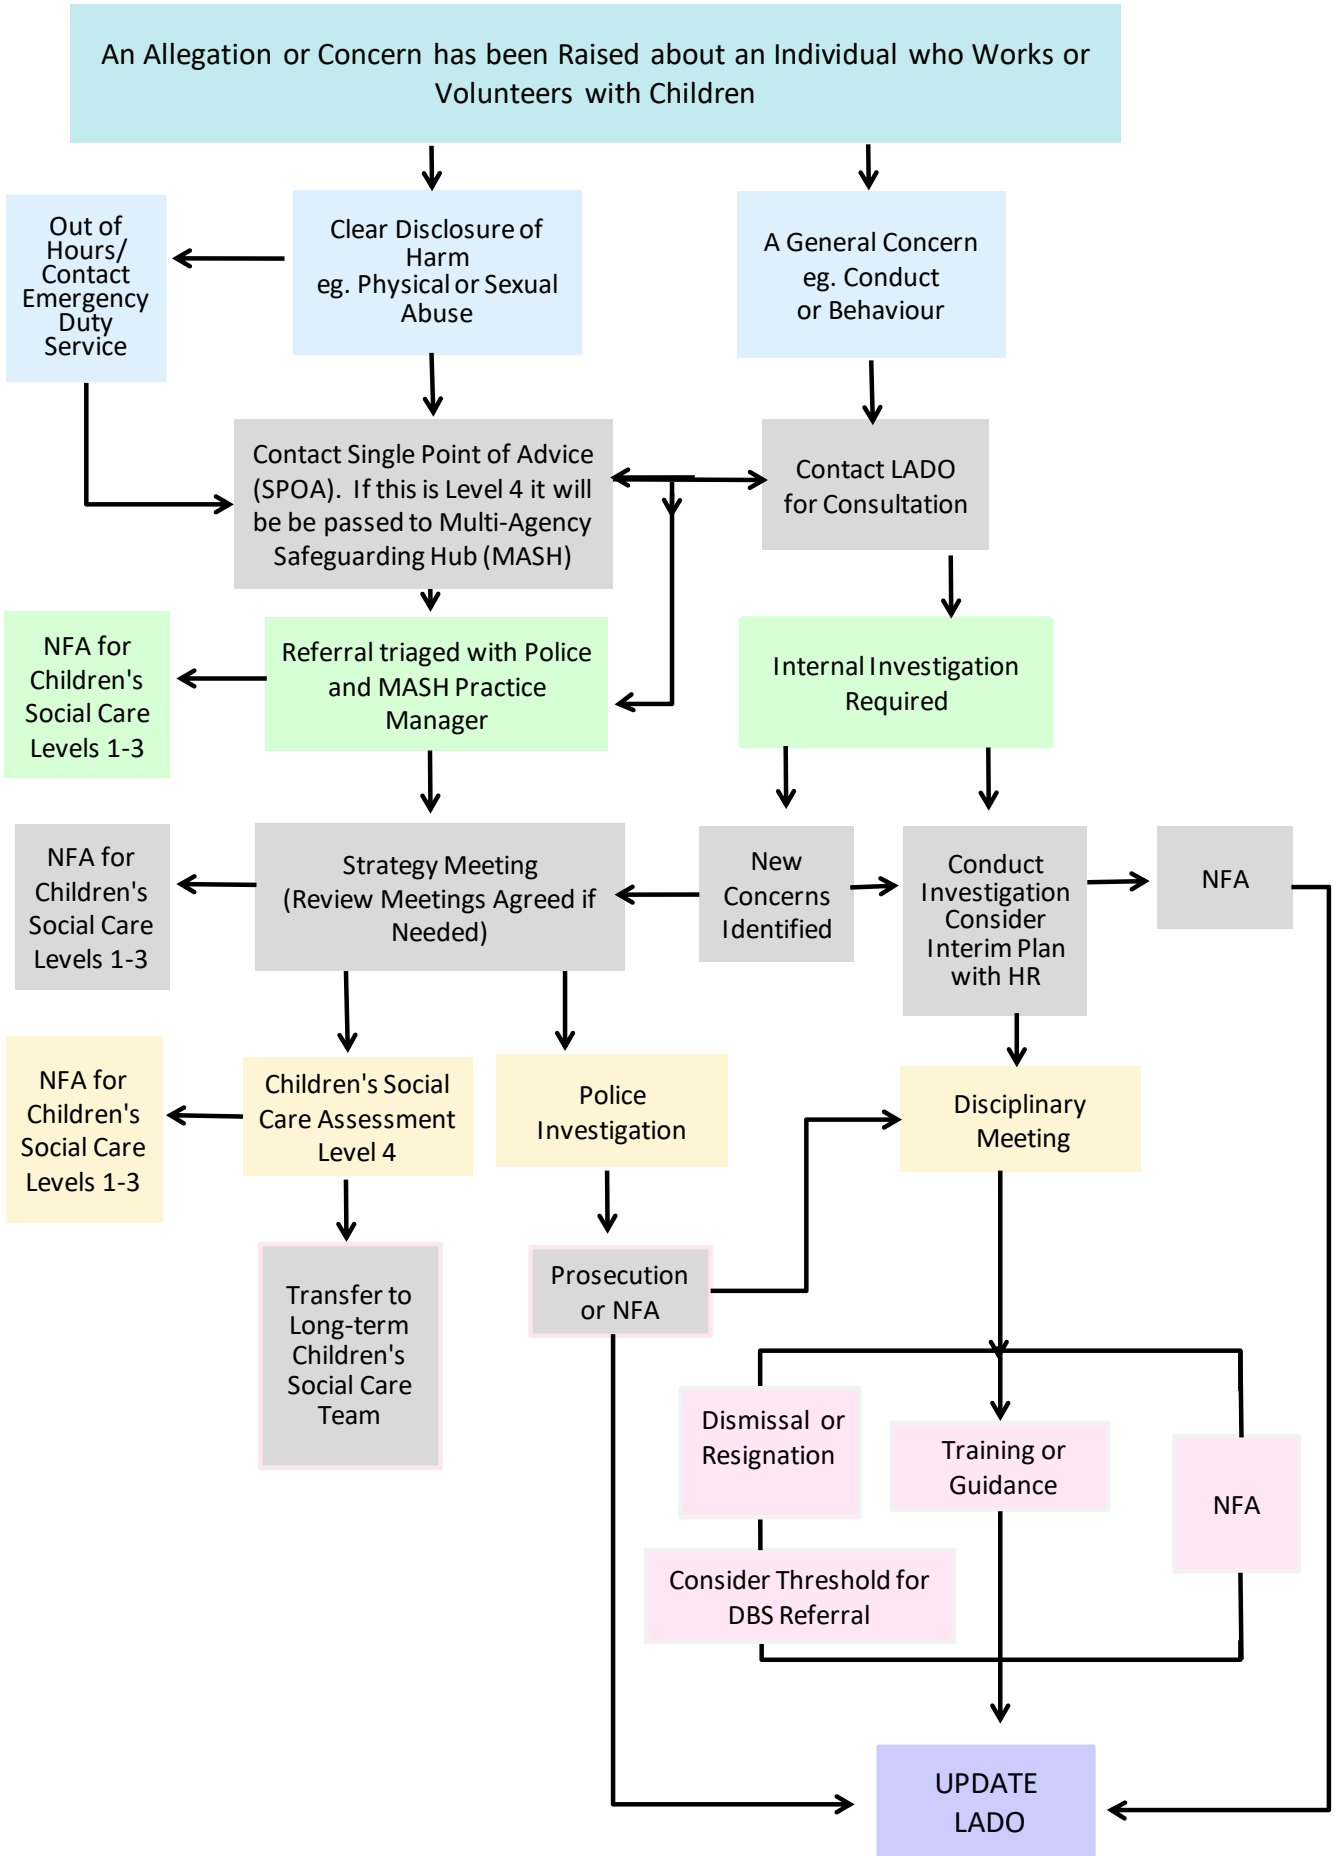 An Allegation or Concern has been Raised about an Individual who Works or
Volunteers with Children
Out of
Hours/
Contact
Emergency
Duty
Service
Clear Disclosure of
Harm
eg. Physical or Sexual
Abuse
A General Concern
eg. Conduct
or Behaviour
Contact Single Point of Advice
(SPOA). If this is Level 4 it will
be be passed to Multi-Agency
Safeguarding Hub (MASH)
Contact LADO
for Consultation
NFA for
Children's
Social Care
Levels 1-3
Referral triaged with Police
and MASH Practice
Manager
Internal Investigation
Required
NFA for
Children's
Social Care
Levels 1-3
Strategy Meeting
(Review Meetings Agreed if
Needed)
New
Concerns
Identified
Conduct
Investigation
Consider
Interim Plan
with HR
NFA
NFA for
Children's
Social Care
Levels 1-3
Children's Social
Care Assessment
Level 4
Police
Investigation
Disciplinary
Meeting
Transfer to
Long-term
Children's
Social Care
Team
Prosecution
or NFA
Dismissal or
Resignation
Training or
Guidance
NFA
Consider Threshold for
DBS Referral
UPDATE
LADO